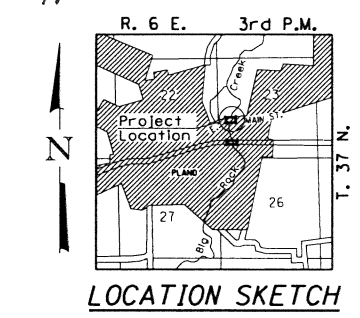 R. 6 E. 3rd P.M.
Creek
22
23
Project
Location
E. MAIN ST.
N
T. 37 N.
PLANO
Rock
27
26
Big
LOCATION SKETCH